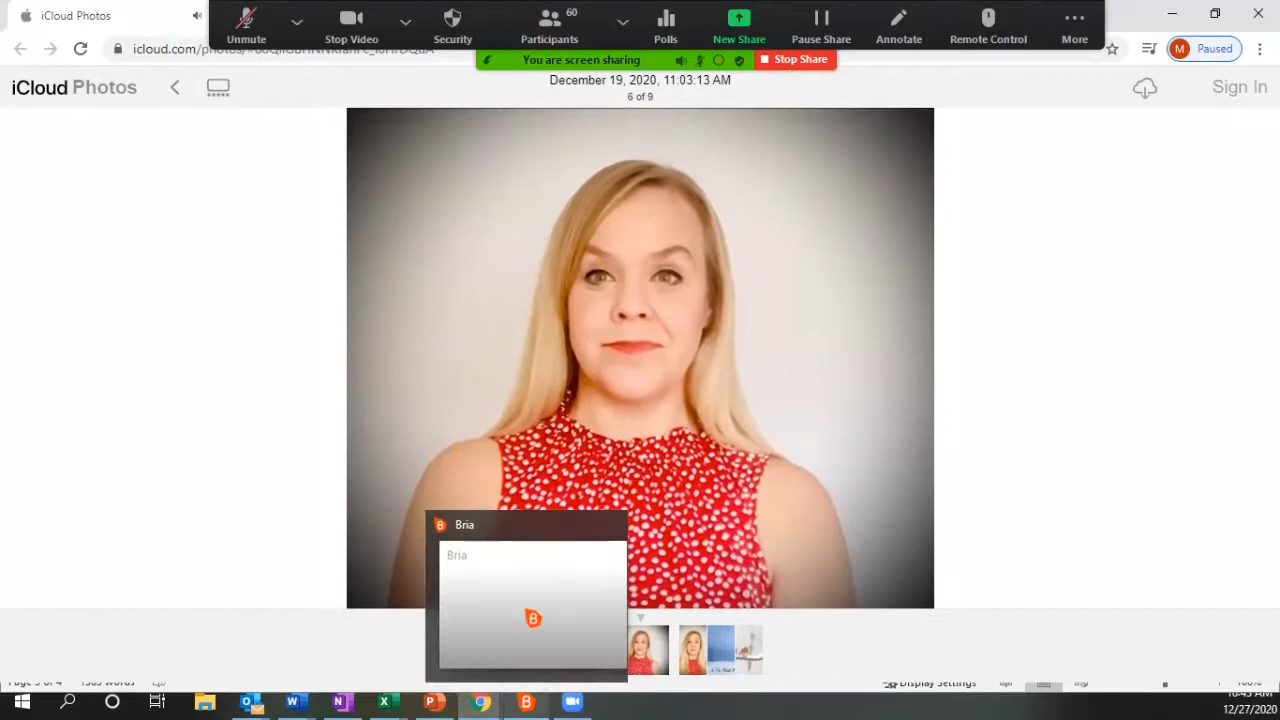 iCloud Photos
60
Unmute
Stop Video
Security
Participants
Polls
New Share
Pause Share
Annotate
Remote Control
More
M
Paused
You are screen sharing
Stop Share
December 19, 2020, 11:03:13 AM
6 of 9
iCloud Photos
Sign In
B Bria
Bria
B
Display Settings
12/27/2020